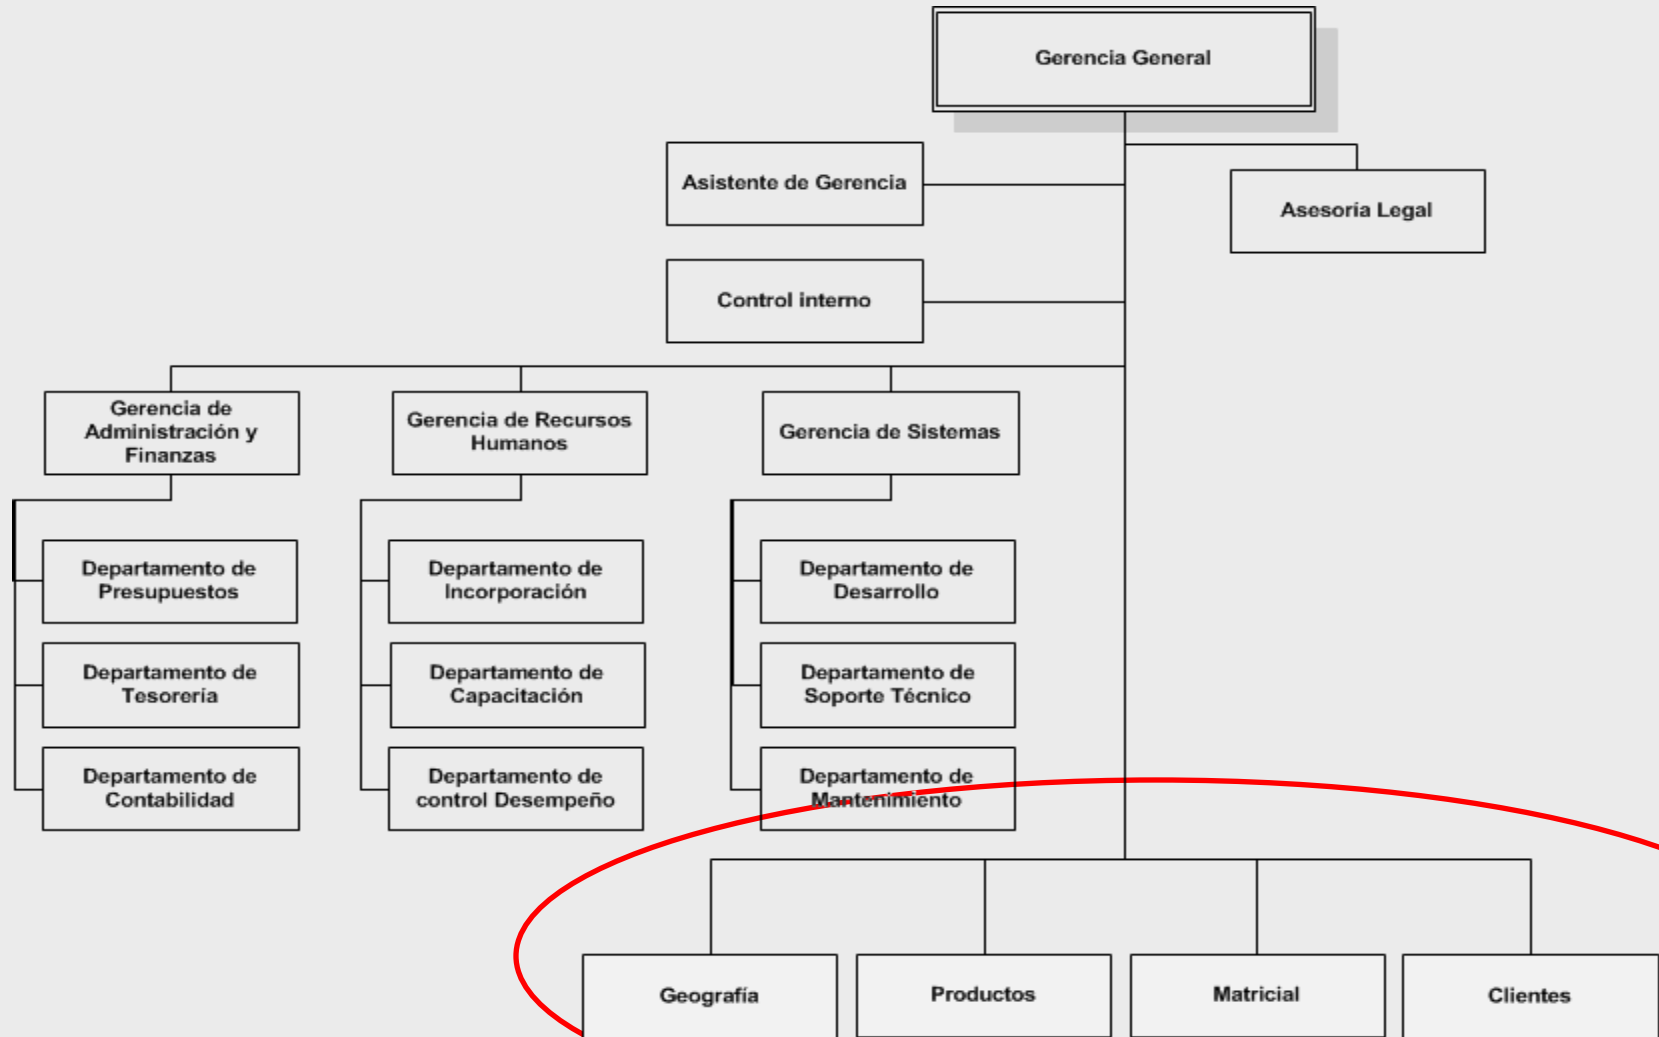 Gerencia General
Asistente de Gerencia
Asesoría Legal
Control interno
Gerencia de
Administración y
Finanzas
Gerencia de Recursos
Humanos
Gerencia de Sistemas
Departamento de
Presupuestos
Departamento de
Incorporación
Departamento de
Desarrollo
Departamento de
Tesorería
Departamento de
Capacitación
Departamento de
Soporte Técnico
Departamento de
Contabilidad
Departamento de
control Desempeño
Departamento de
Mantenimiento
Geografía
Productos
Matricial
Clientes